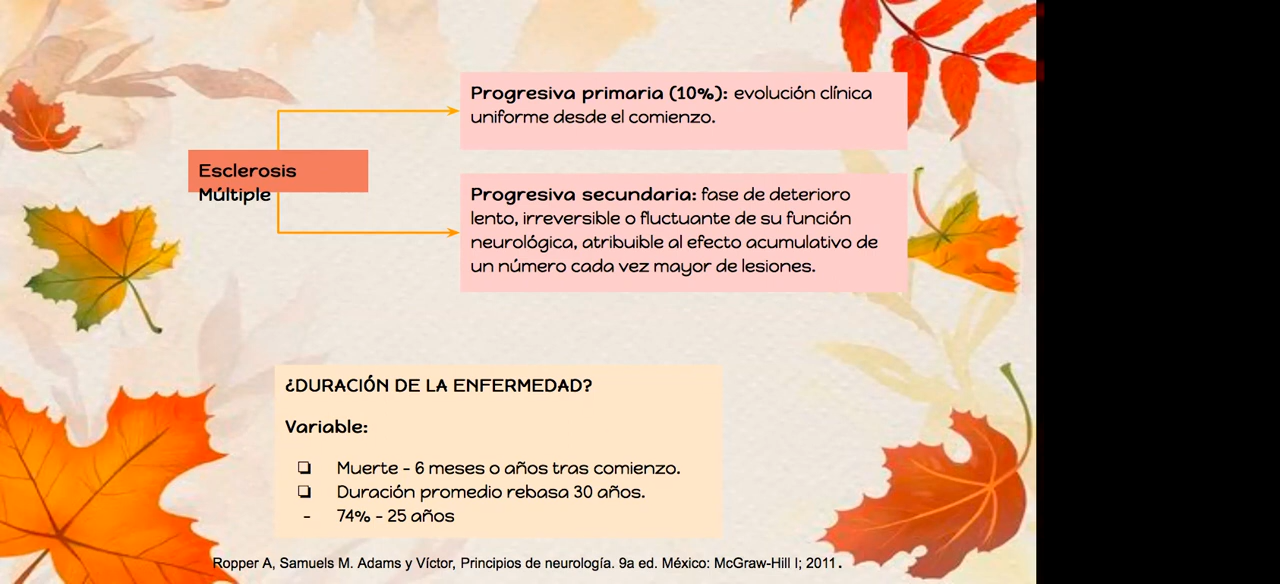 Progresiva primaria (10%): evolución clínica
uniforme desde el comienzo.
Esclerosis
Múltiple
Progresiva secundaria: fase de deterioro
lento, irreversible o fluctuante de su función
neurológica, atribuible al efecto acumulativo de
un número cada vez mayor de lesiones.
¿DURACIÓN DE LA ENFERMEDAD?
Variable:
❏ Muerte - 6 meses o años tras comienzo.
❏ Duración promedio rebasa 30 años.
- 74% - 25 años
Ropper A, Samuels M. Adams y Víctor, Principios de neurología. 9a ed. México: McGraw-Hill I; 2011.